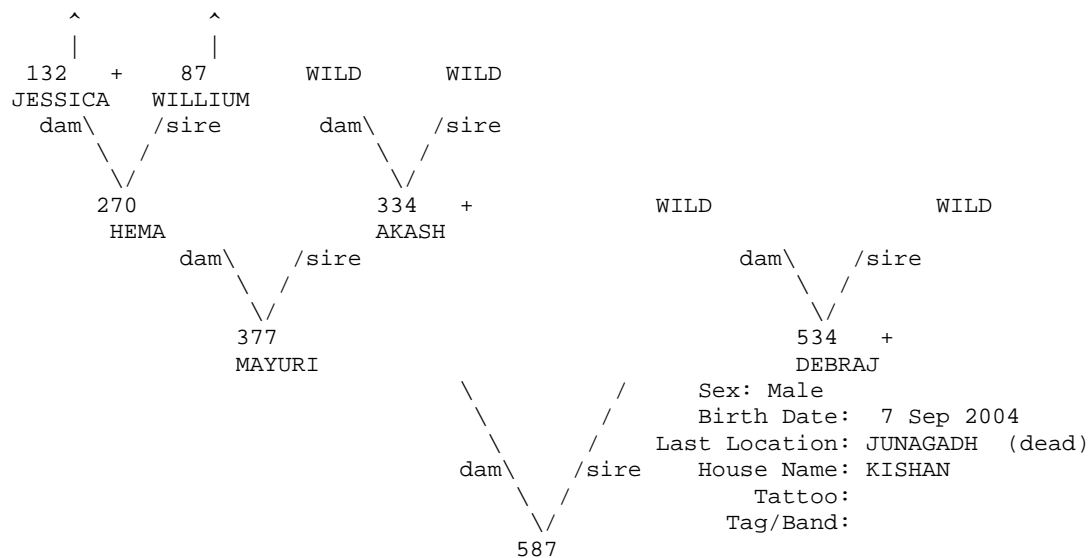 ^ ^
| |
132 + 87 WILD WILD
JESSICA WILLIUM
dam\ /sire dam\ /sire
\ / \ /
\/ \/
270 334 + WILD WILD
HEMA AKASH
dam\ /sire dam\ /sire
\ / \ /
\/ \/
377 534 +
MAYURI DEBRAJ
\ / Sex: Male
\ / Birth Date: 7 Sep 2004
\ / Last Location: JUNAGADH (dead)
dam\ /sire House Name: KISHAN
\ / Tattoo:
\/ Tag/Band:
587